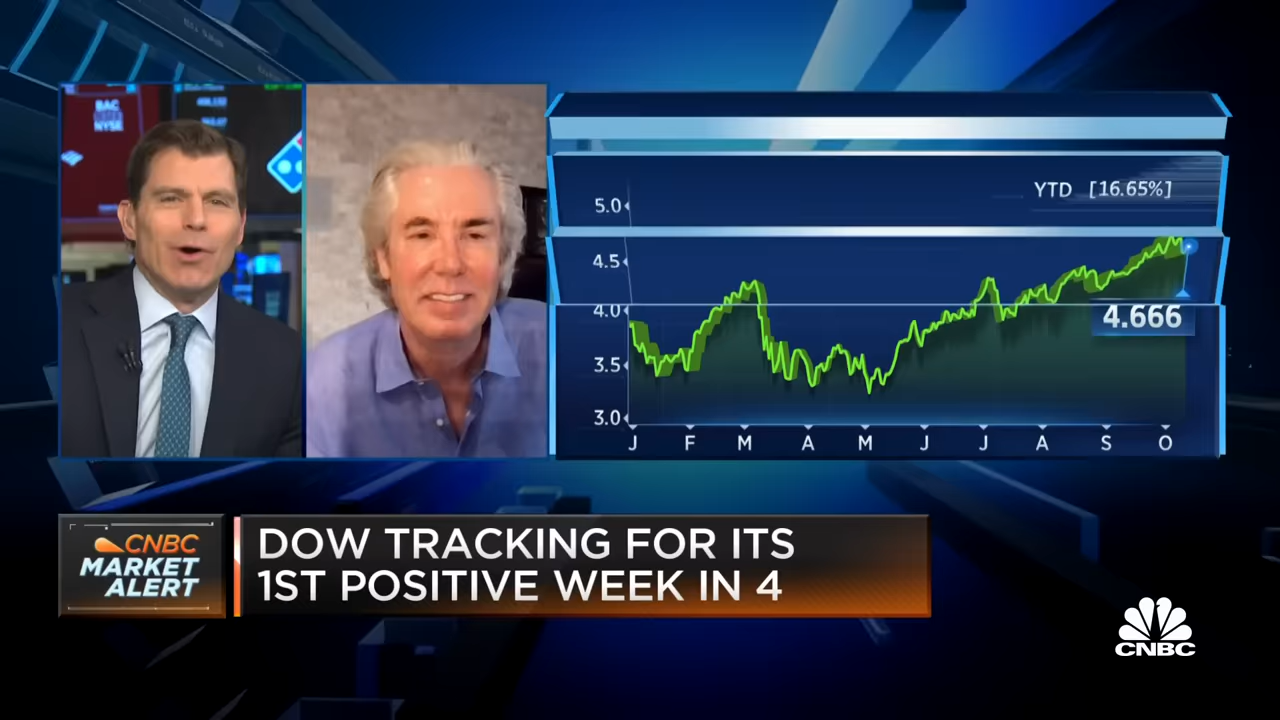 BAC
NYSE
YTD [16.65%]
5.0
4.5
4.0
3.5
3.0
4.666
J F M A M J J A S O
CNBC
MARKET
ALERT
DOW TRACKING FOR ITS
1ST POSITIVE WEEK IN 4
CNBC